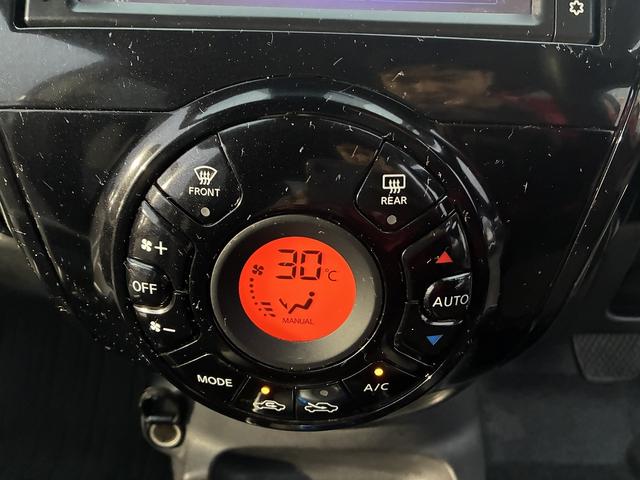 FRONT
REAR
+
30°C
OFF
AUTO
MANUAL
−
MODE
A/C